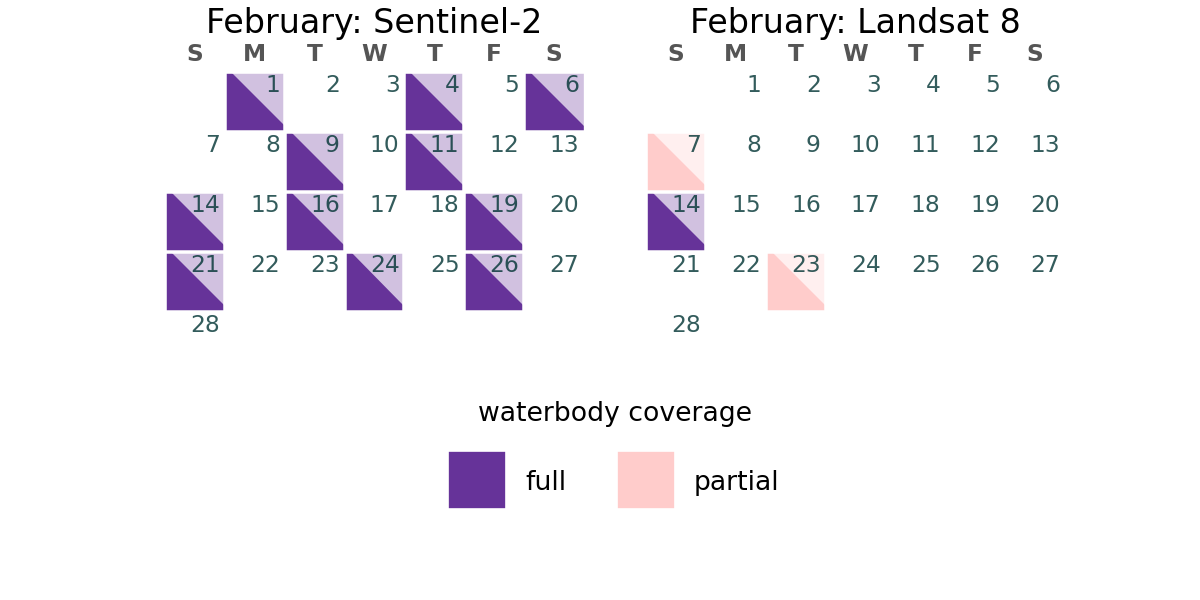 February: Sentinel-2
S M T W T F S
1 2 3 4 5 6
7 8 9 10 11 12 13
14 15 16 17 18 19 20
21 22 23 24 25 26 27
28
February: Landsat 8
S M T W T F S
1 2 3 4 5 6
7 8 9 10 11 12 13
14 15 16 17 18 19 20
21 22 23 24 25 26 27
28
waterbody coverage
full partial